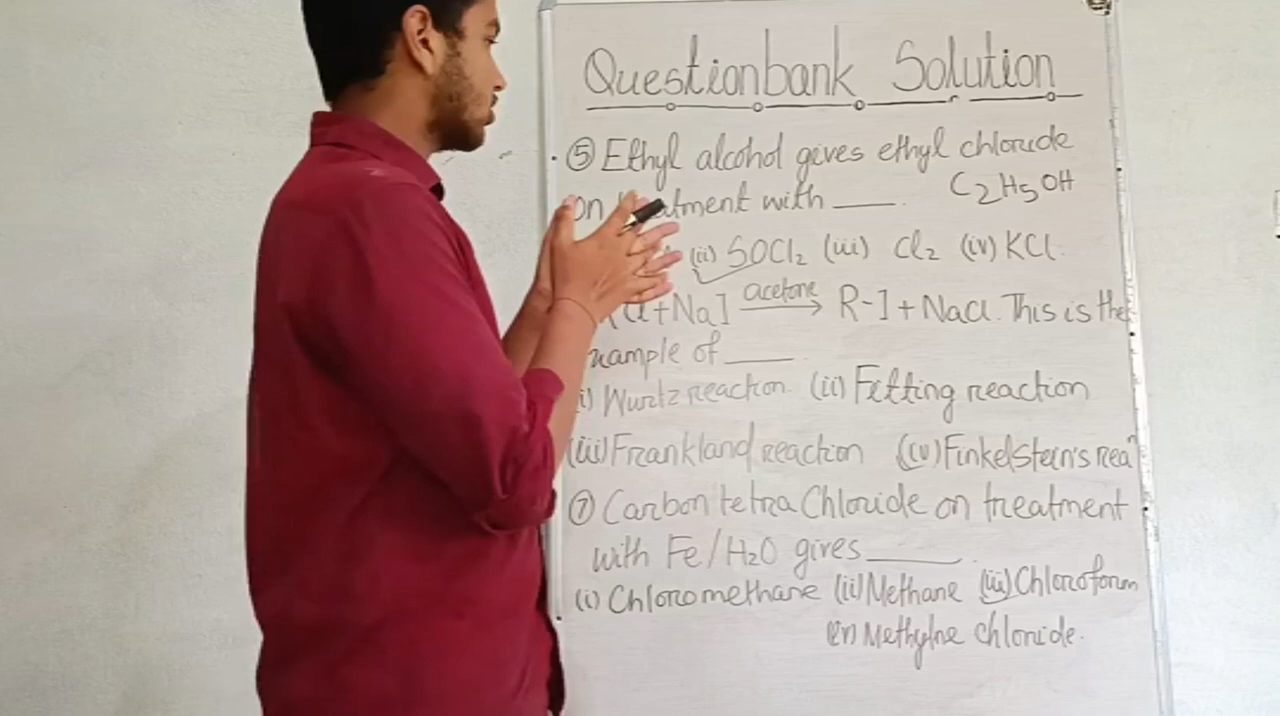 Questionbank Solution
⑤ Ethyl alcohol gives ethyl chloride
on treatment with ____. C2H5OH
(ii) SOCl2 (iii) Cl2 (iv) KCl.
+NaI acetone→ R-I + NaCl. This is the
of ____
Wurtz reaction. (ii) Fitting reaction
(iii) Frankland reaction (iv) Finkelstein's rea^n
⑦ Carbon tetra Chloride on treatment
with Fe/H2O gives ____.
(i) Chloromethane (ii) Methane (iii) Chloroform
(iv) Methylne chloride.